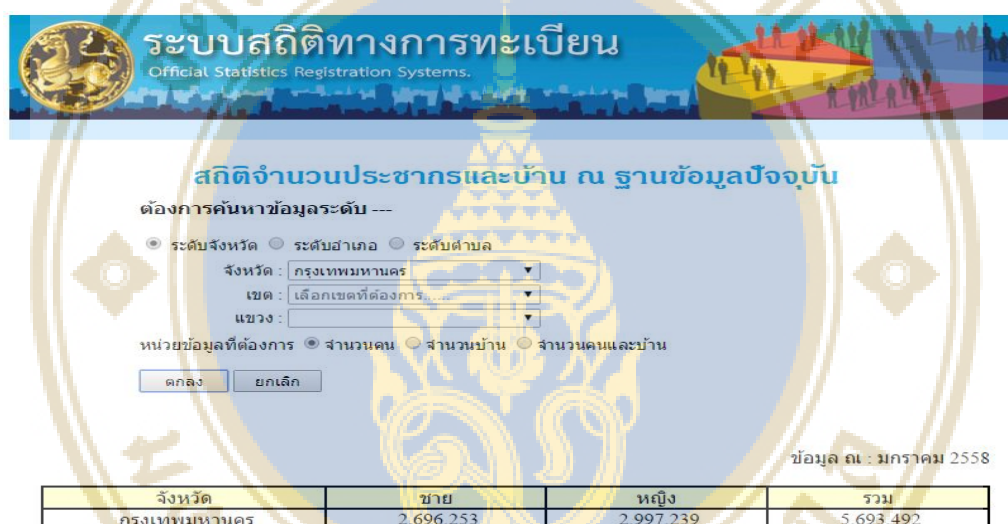 ระบบสถิติทางการทะเบียน
Official Statistics Registration Systems.
สถิติจำนวนประชากรและบ้าน ณ ฐานข้อมูลปัจจุบัน
ต้องการค้นหาข้อมูลระดับ ---
ระดับจังหวัด ระดับอำเภอ ระดับตำบล
จังหวัด : กรุงเทพมหานคร
เขต : เลือกเขตที่ต้องการ......
แขวง :
หน่วยข้อมูลที่ต้องการ จำนวนคน จำนวนบ้าน จำนวนคนและบ้าน
ตกลง ยกเลิก
ข้อมูล ณ : มกราคม 2558
จังหวัด ชาย หญิง รวม
กรุงเทพมหานคร 2,696,253 2,997,239 5,693,492